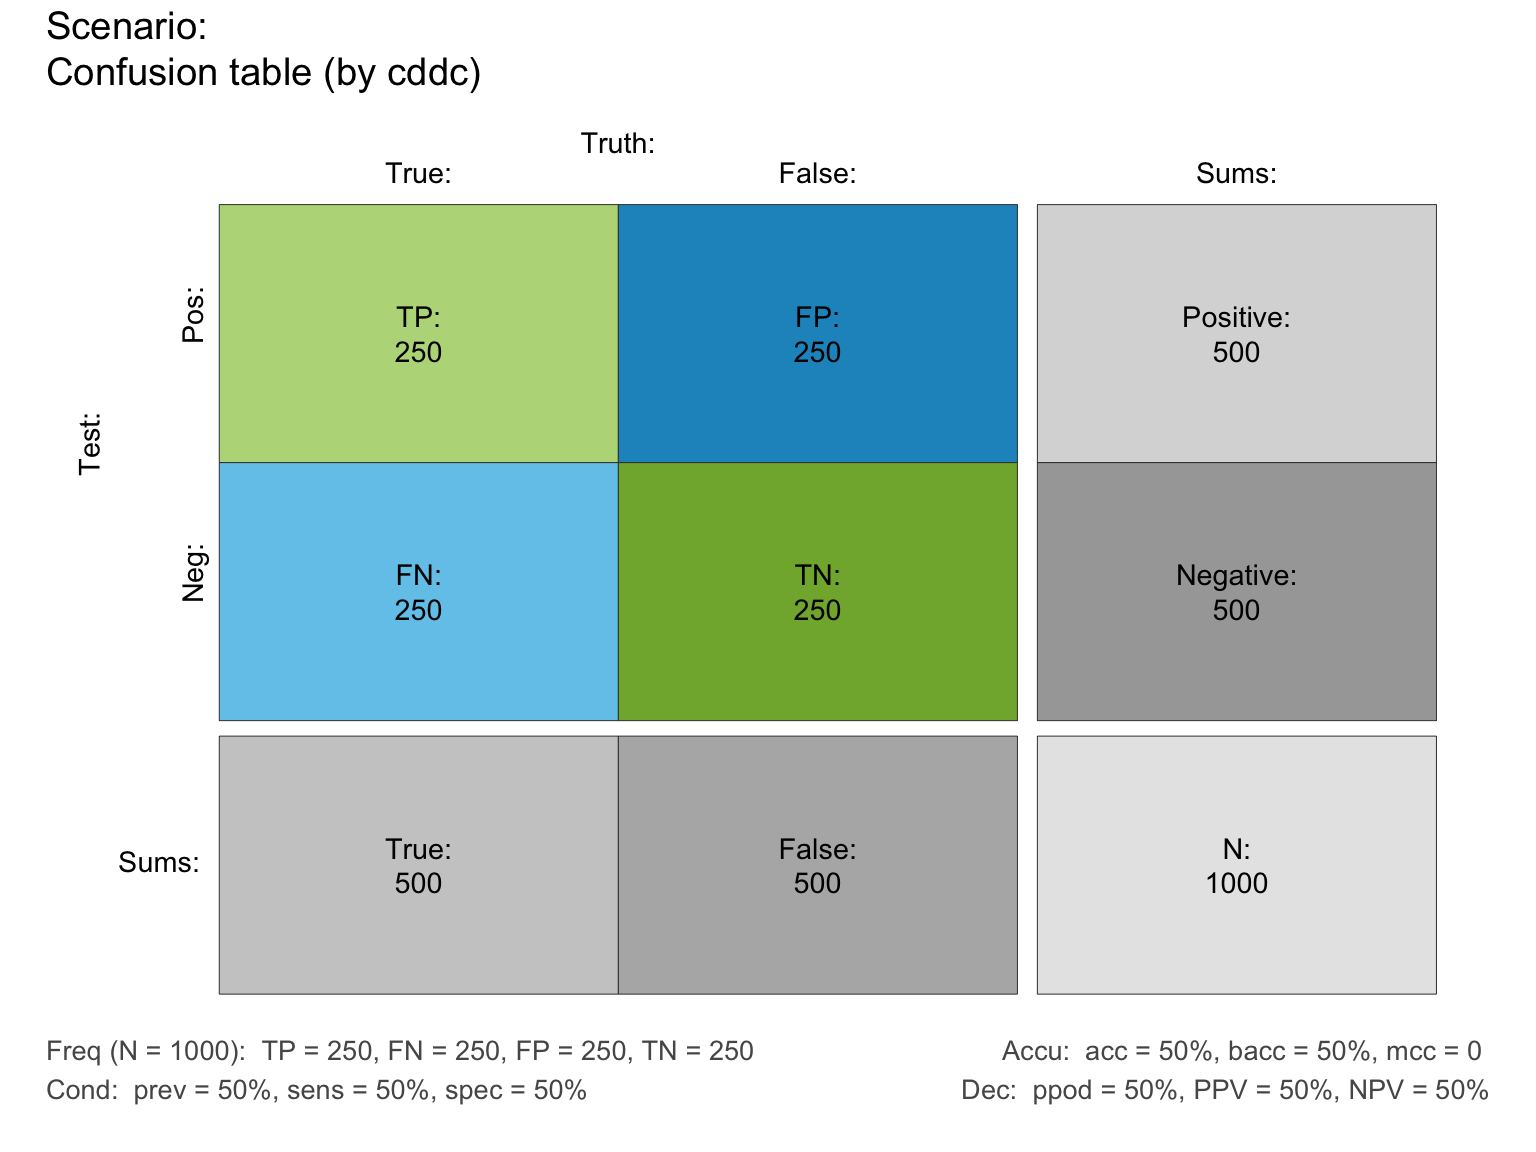 Scenario:
Confusion table (by cddc)
Truth:
True:
False:
Sums:
Test:
Pos:
TP:
250
FP:
250
Positive:
500
Neg:
FN:
250
TN:
250
Negative:
500
Sums:
True:
500
False:
500
N:
1000
Freq (N = 1000):  TP = 250, FN = 250, FP = 250, TN = 250
Accu:  acc = 50%, bacc = 50%, mcc = 0
Cond:  prev = 50%, sens = 50%, spec = 50%
Dec:  ppod = 50%, PPV = 50%, NPV = 50%